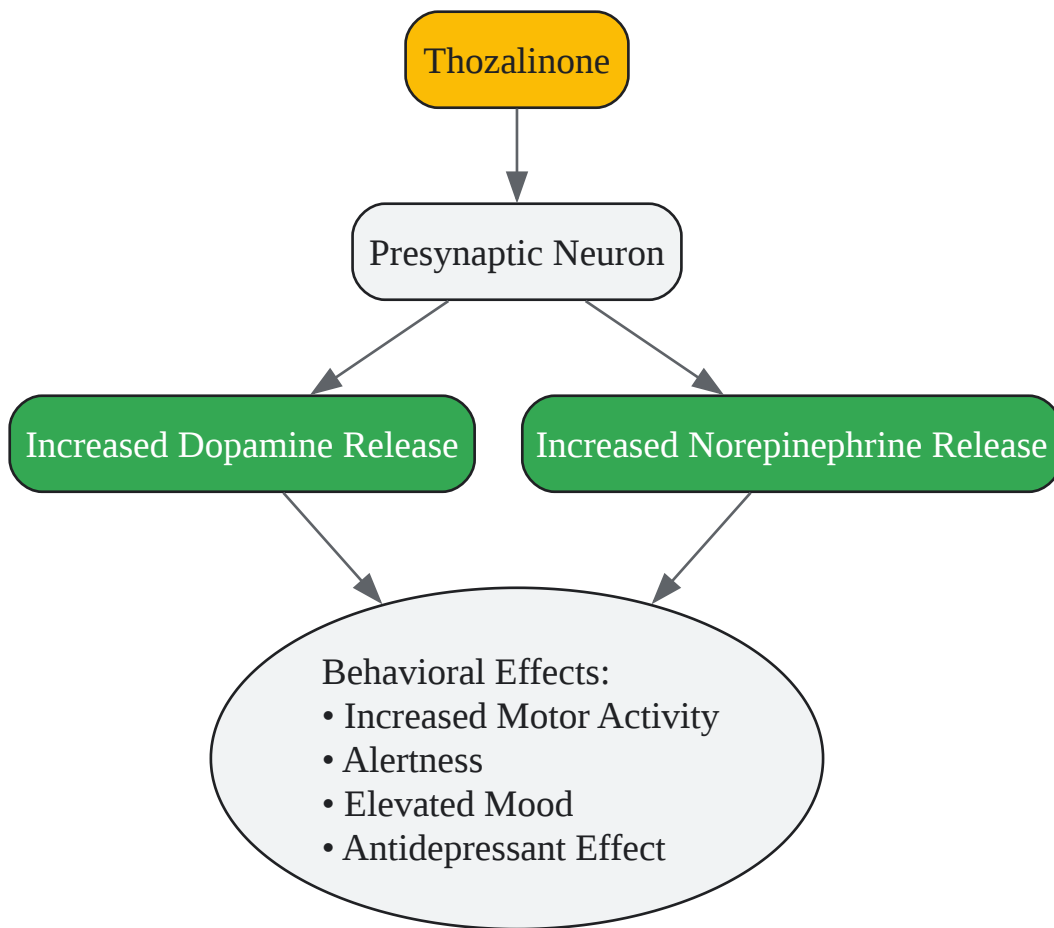 Thozalinone
Presynaptic Neuron
Increased Dopamine Release
Increased Norepinephrine Release
Behavioral Effects:
• Increased Motor Activity
• Alertness
• Elevated Mood
• Antidepressant Effect